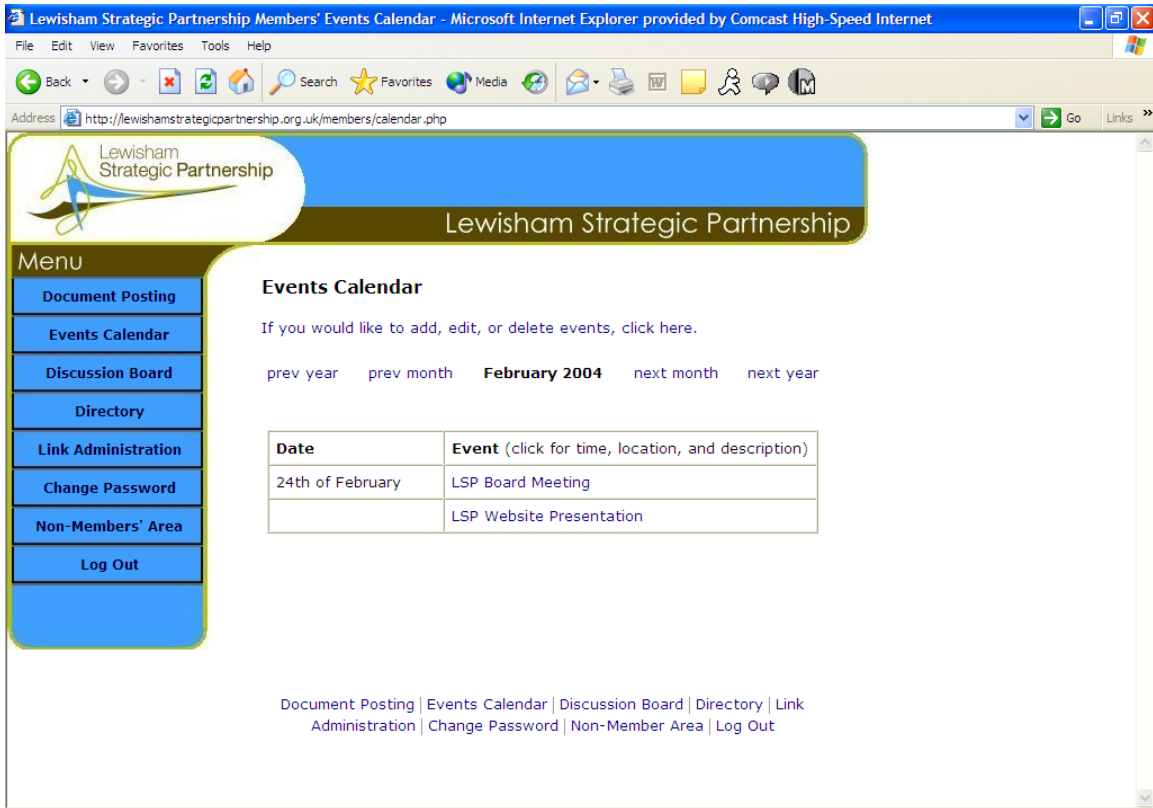 Lewisham Strategic Partnership Members' Events Calendar - Microsoft Internet Explorer provided by Comcast High-Speed Internet
File Edit View Favorites Tools Help
Back Search Favorites Media
Address http://lewishamstrategicpartnership.org.uk/members/calendar.php Go Links »
Lewisham
Strategic Partnership
Lewisham Strategic Partnership
Menu
Document Posting
Events Calendar
Discussion Board
Directory
Link Administration
Change Password
Non-Members' Area
Log Out
Events Calendar
If you would like to add, edit, or delete events, click here.
prev year prev month February 2004 next month next year
Date Event (click for time, location, and description)
24th of February LSP Board Meeting
LSP Website Presentation
Document Posting | Events Calendar | Discussion Board | Directory | Link
Administration | Change Password | Non-Member Area | Log Out